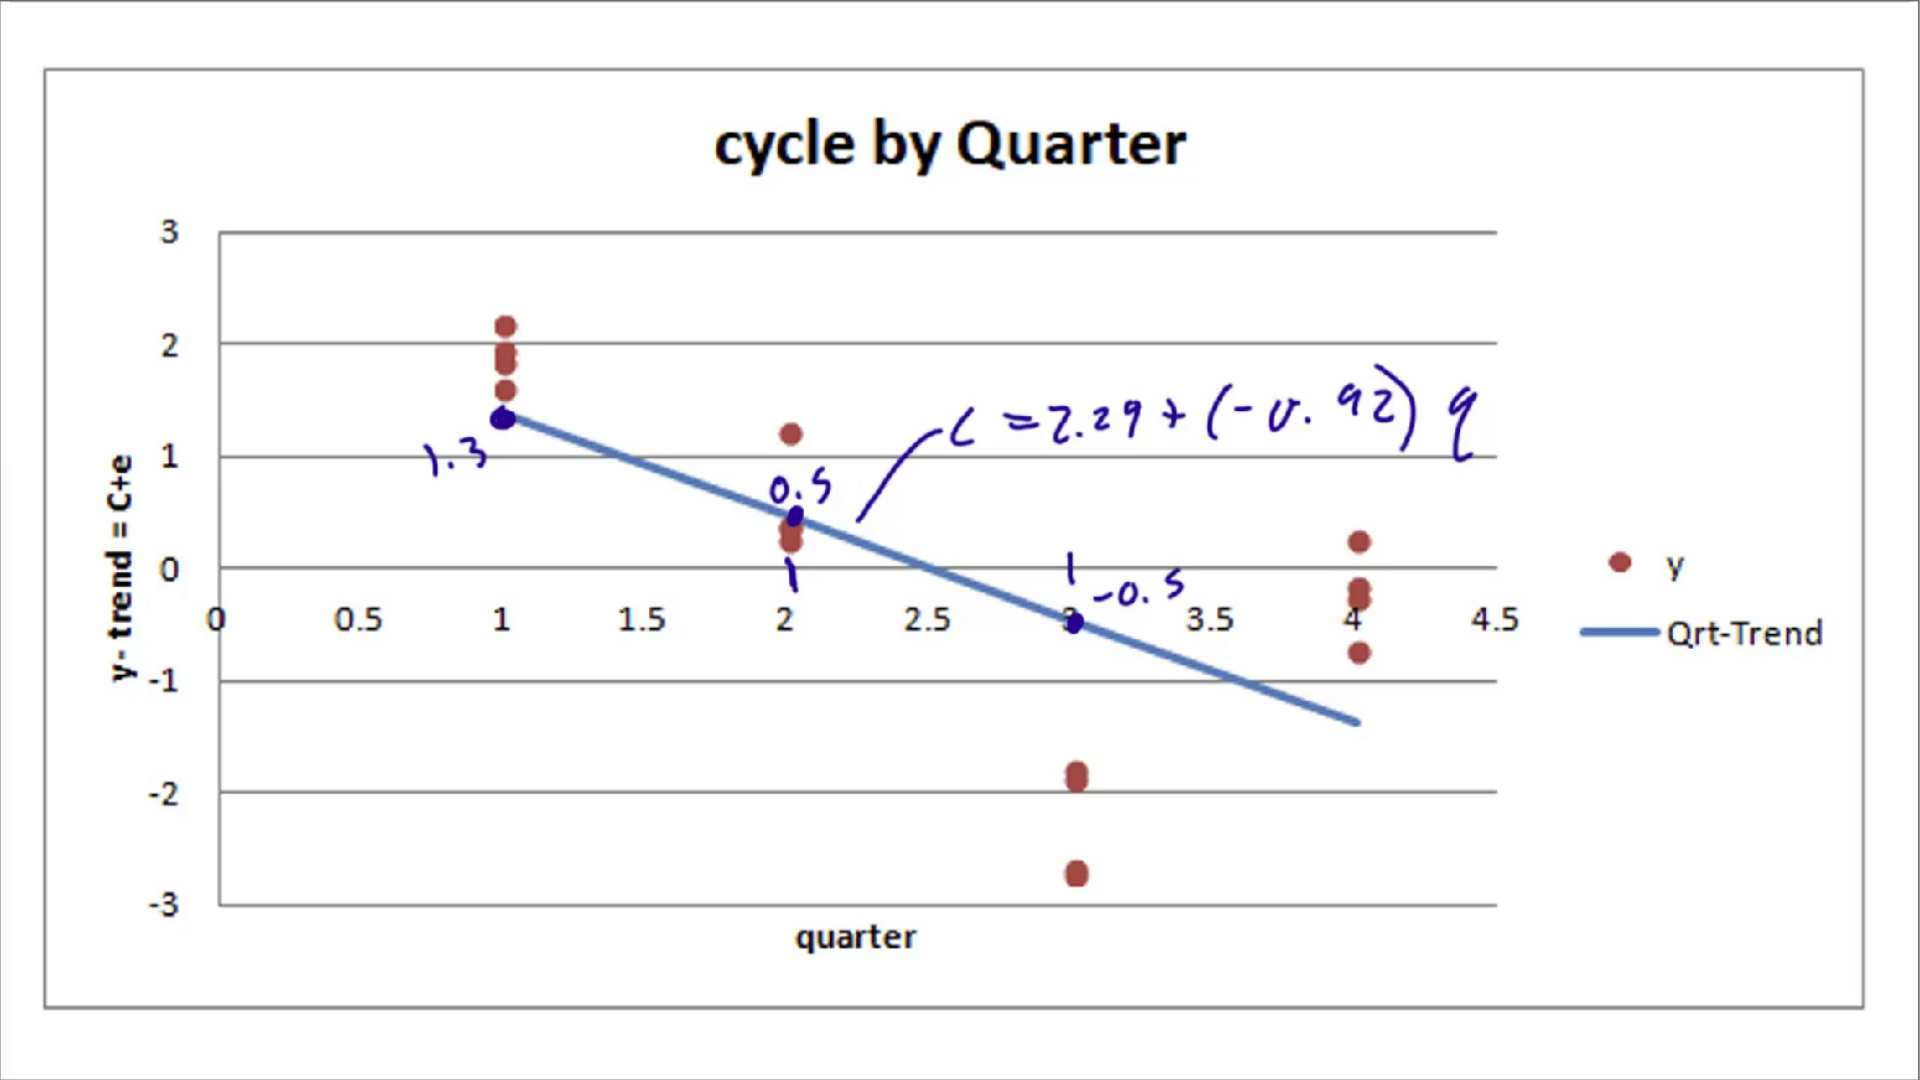 cycle by Quarter
3
2
C = 2.29 + (-0.92) q
1
1.3
0.5
0
-0.5
0 0.5 1 1.5 2 2.5 3 3.5 4 4.5
-1
-2
-3
y- trend = C+e
quarter
y
Qrt-Trend